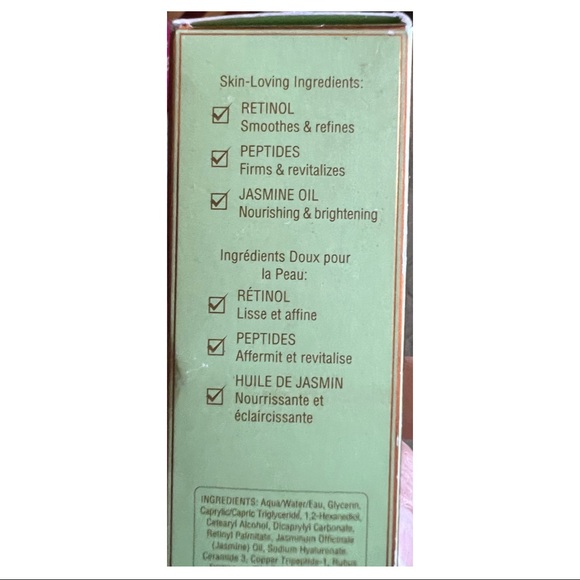 Skin-Loving Ingredients:
RETINOL
Smoothes & refines
PEPTIDES
Firms & revitalizes
JASMINE OIL
Nourishing & brightening
Ingrédients Doux pour
la Peau:
RÉTINOL
Lisse et affine
PEPTIDES
Affermit et revitalise
HUILE DE JASMIN
Nourrissante et
éclaircissante
INGREDIENTS: Aqua/Water/Eau, Glycerin,
Caprylic/Capric Triglyceride, 1,2-Hexanediol,
Cetearyl Alcohol, Dicaprylyl Carbonate,
Retinyl Palmitate, Jasminum Officinale
(Jasmine) Oil, Sodium Hyaluronate,
Ceramide 3, Copper Tripeptide-1, Rubus